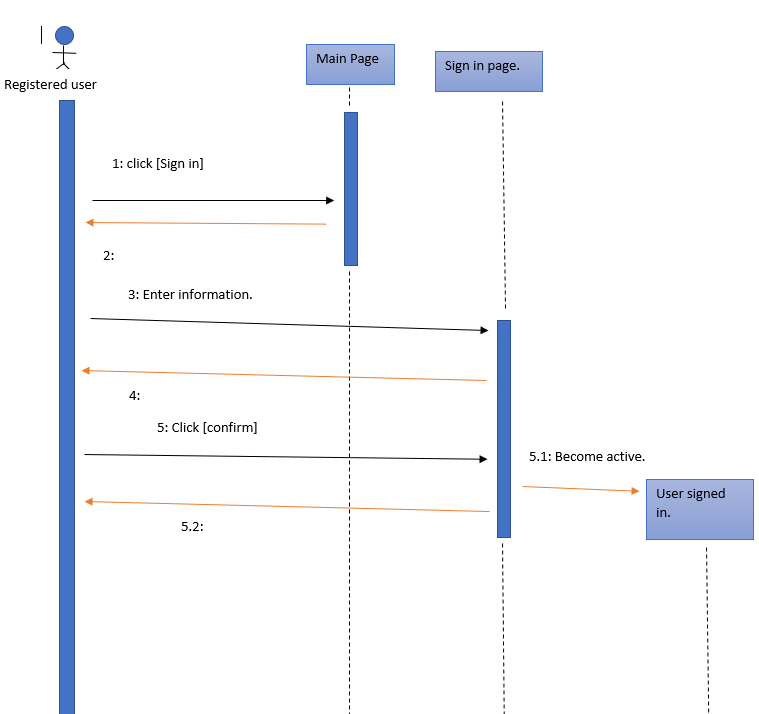 Registered user
Main Page
Sign in page.
1: click [Sign in]
2:
3: Enter information.
4:
5: Click [confirm]
5.1: Become active.
User signed
in.
5.2: